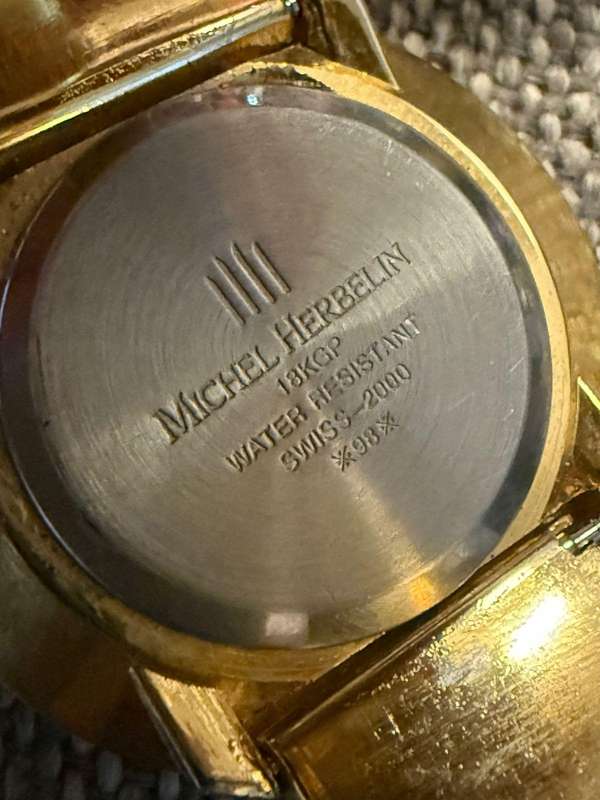 MICHEL HERBELIN
18KGP
WATER RESISTANT
SWISS-2000
※98※